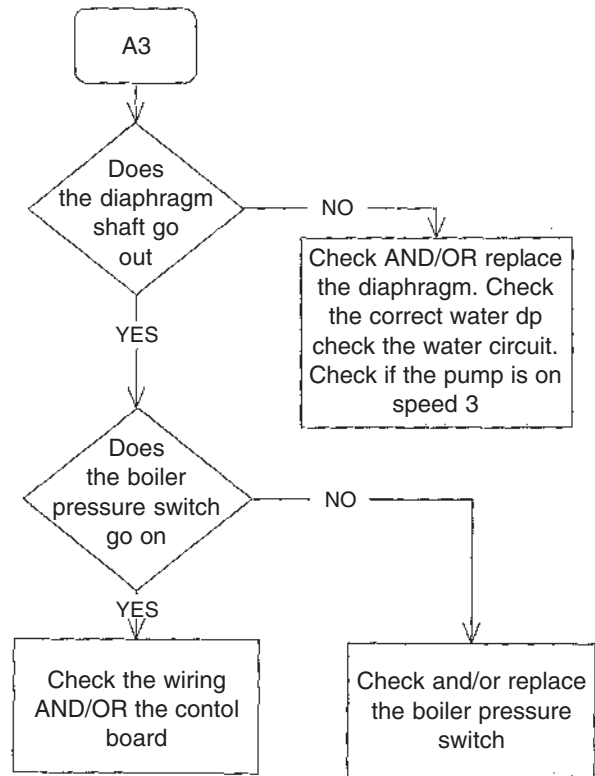 A3
Does
the diaphragm
shaft go
out
NO
Check AND/OR replace
the diaphragm. Check
the correct water dp
check the water circuit.
Check if the pump is on
speed 3
YES
Does
the boiler
pressure switch
go on
NO
YES
Check the wiring
AND/OR the contol
board
Check and/or replace
the boiler pressure
switch